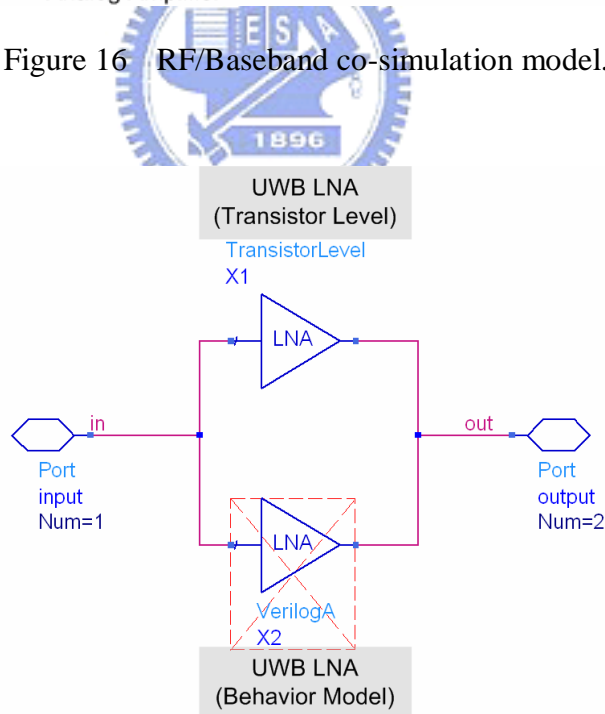 ES
Figure 16 RF/Baseband co-simulation model.
1896
UWB LNA
(Transistor Level)
TransistorLevel
X1
LNA
in
out
Port
input
Num=1
Port
output
Num=2
LNA
VerilogA
X2
UWB LNA
(Behavior Model)